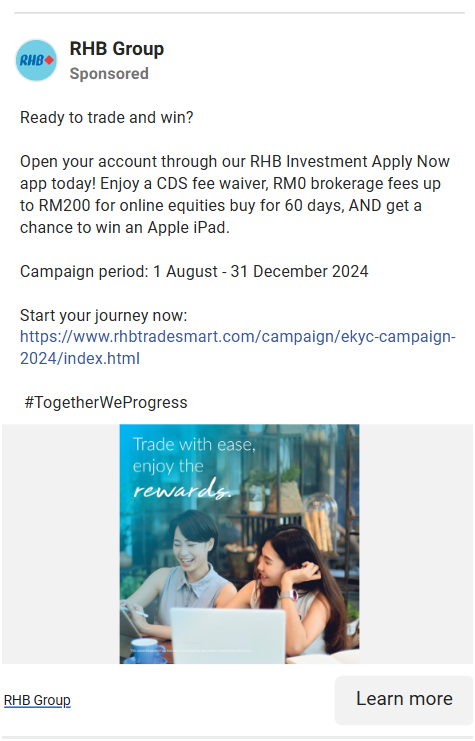 RHB
RHB Group
Sponsored
Ready to trade and win?
Open your account through our RHB Investment Apply Now
app today! Enjoy a CDS fee waiver, RM0 brokerage fees up
to RM200 for online equities buy for 60 days, AND get a
chance to win an Apple iPad.
Campaign period: 1 August - 31 December 2024
Start your journey now:
https://www.rhbtradesmart.com/campaign/ekyc-campaign-
2024/index.html
#TogetherWeProgress
Trade with ease,
enjoy the
rewards.
RHB Group
Learn more